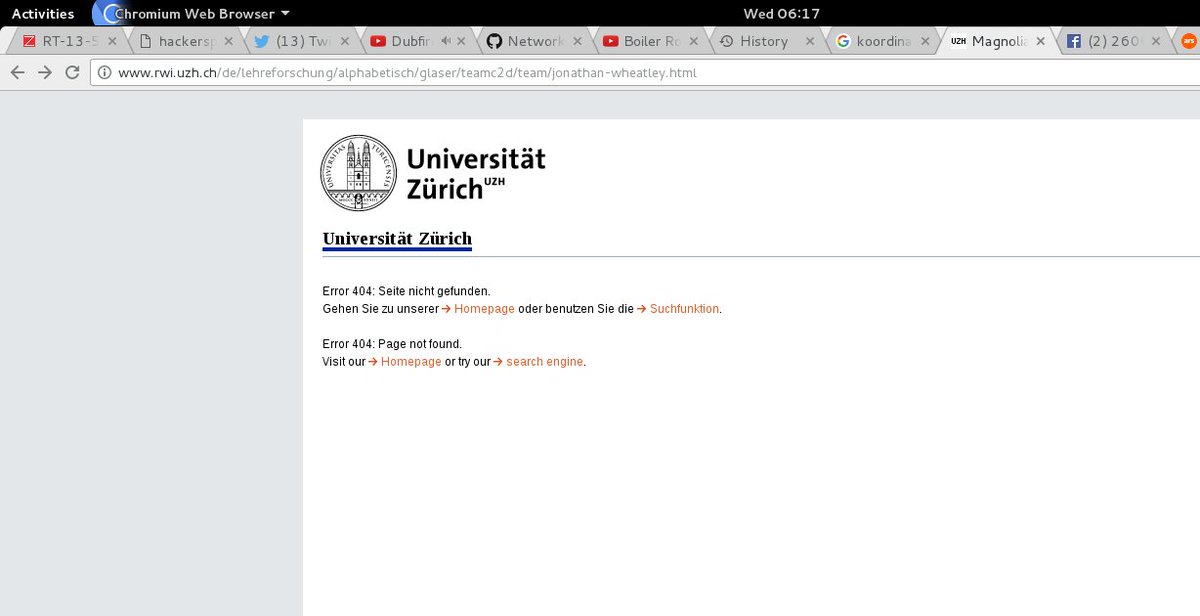 Activities Chromium Web Browser Wed 06:17
RT-13-5 hackersp (13) Twi Dubfir Network Boiler Ro History koordina UZH Magnolia (2) 260 ars
www.rwi.uzh.ch/de/lehreforschung/alphabetisch/glaser/teamc2d/team/jonathan-wheatley.html
Universität
Zürich UZH
Universität Zürich
Error 404: Seite nicht gefunden.
Gehen Sie zu unserer → Homepage oder benutzen Sie die → Suchfunktion.
Error 404: Page not found.
Visit our → Homepage or try our → search engine.